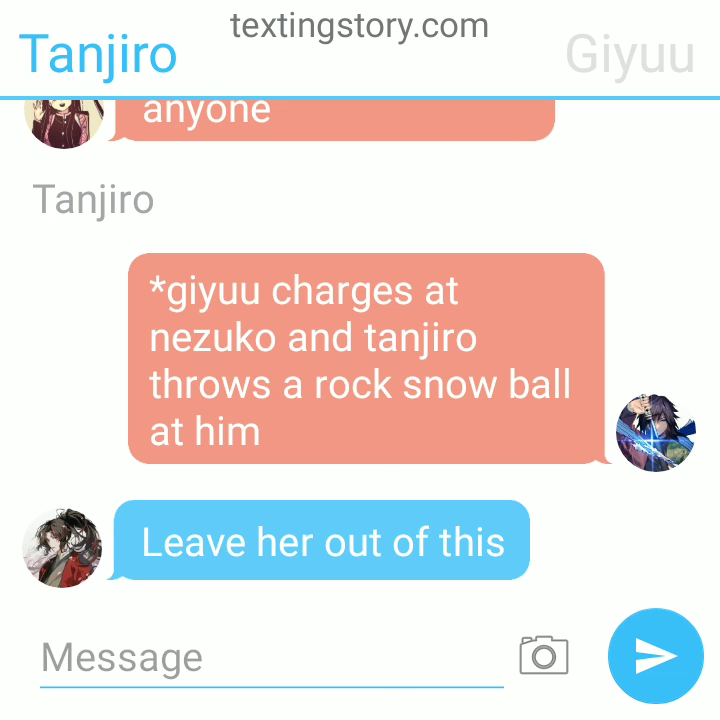 textingstory.com
Tanjiro
Giyuu
anyone
Tanjiro
*giyuu charges at
nezuko and tanjiro
throws a rock snow ball
at him
Leave her out of this
Message